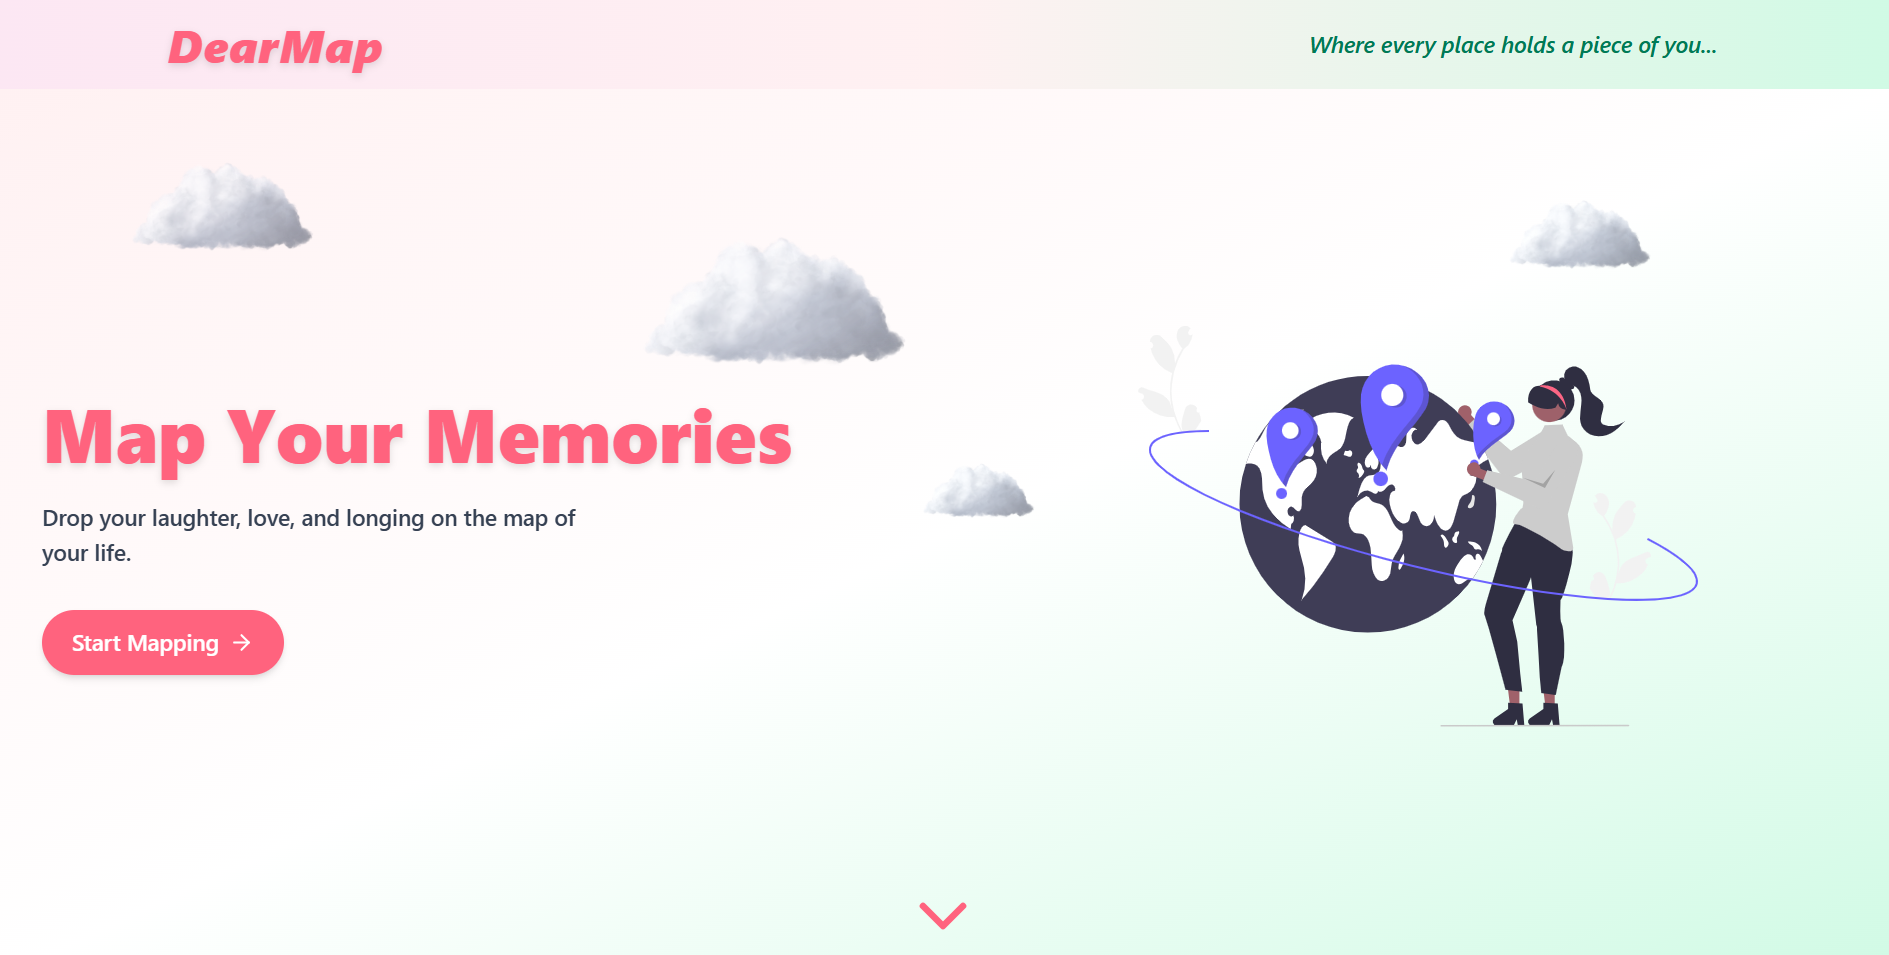 DearMap
Where every place holds a piece of you...
Map Your Memories
Drop your laughter, love, and longing on the map of
your life.
Start Mapping →